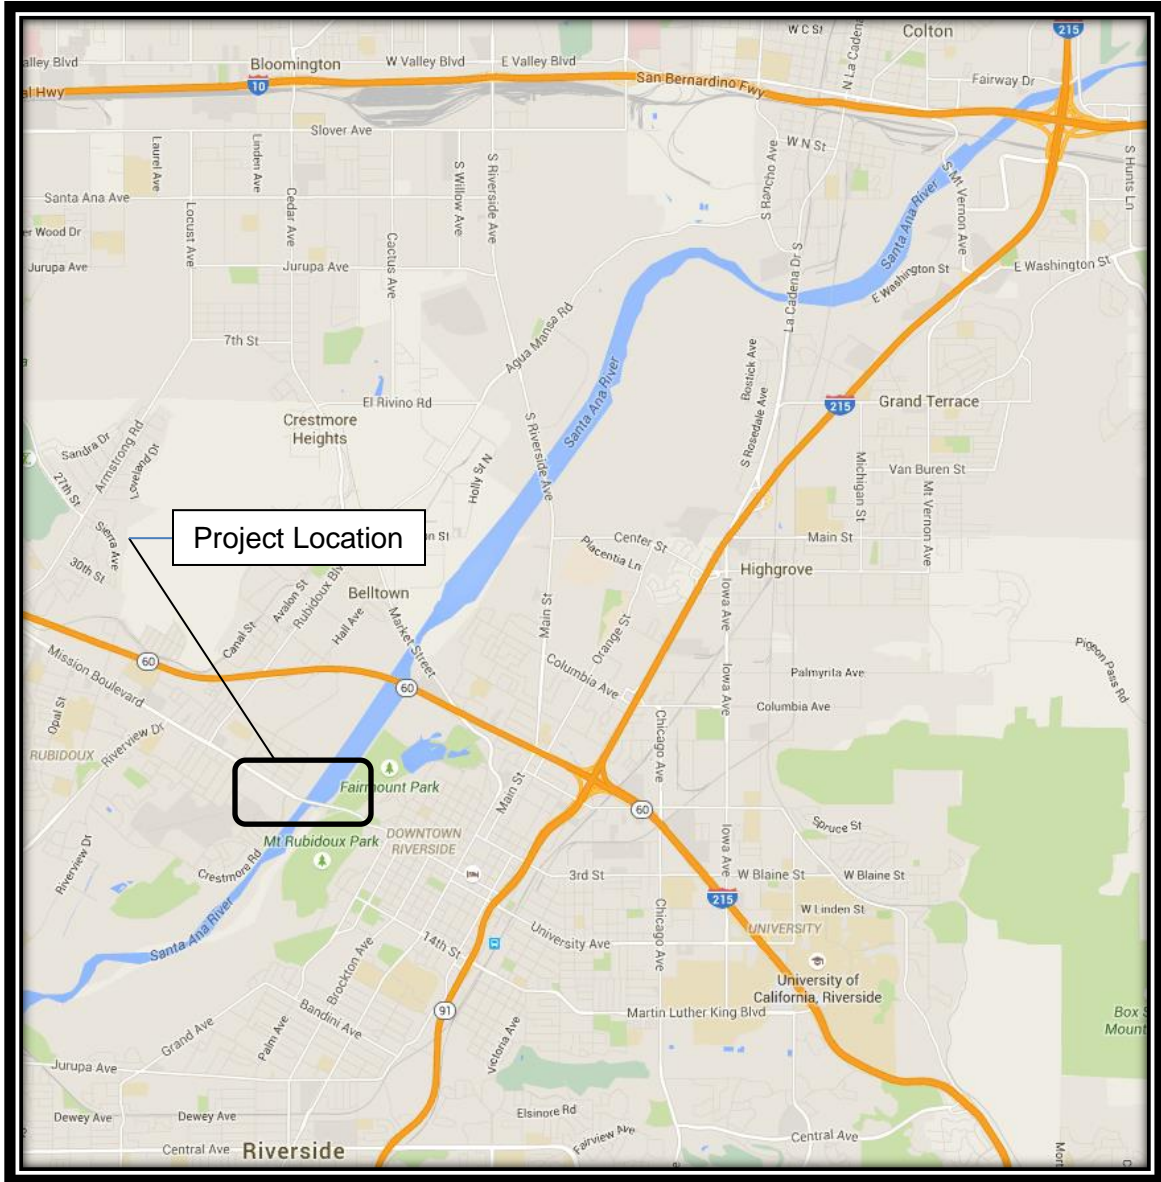 W C St
Colton
215
N La Caden
alley Blvd
Bloomington
W Valley Blvd
E Valley Blvd
San Bernardino Fwy
Fairway Dr
10
al Hwy
Slover Ave
Laurel Ave
Linden Ave
S Willow Ave
S Riverside Ave
S Rancho Ave
W N St
S Mt Vernon Ave
S Hunts Ln
Santa Ana Ave
Locust Ave
Cedar Ave
Cactus Ave
Santa Ana River
er Wood Dr
Jurupa Ave
Jurupa Ave
La Cadena Dr S
E Washington St
E Washington St
7th St
Agua Mansa Rd
Santa Ana River
Bostick Ave
S Rosedale Ave
215
Grand Terrace
El Rivino Rd
Crestmore
Heights
S Riverside Ave
Sandra Dr
Armstrong Rd
Loveland Dr
27th St
Holly St N
Michigan St
Van Buren St
Mt Vernon Ave
Sierra Ave
30th St
Project Location
on St
Center St
Placentia Ln
Main St
Highgrove
Iowa Ave
Avalon St
Rubidoux Blv
Belltown
Canal St
Hall Ave
Market Street
Main St
Orange St
Pigeon Pass Rd
60
Mission Boulevard
60
Columbia Ave
Iowa Ave
Palmyrita Ave
Columbia Ave
Chicago Ave
Opal St
Riverview Dr
RUBIDOUX
Fairmount Park
Main St
60
Spruce St
Mt Rubidoux Park
DOWNTOWN
RIVERSIDE
Riverview Dr
Crestmore Rd
Iowa Ave
3rd St
W Blaine St
W Blaine St
215
Chicago Ave
W Linden St
UNIVERSITY
Santa Ana River
14th St
University Ave
Brockton Ave
University of
California, Riverside
Bandini Ave
91
Martin Luther King Blvd
Box S
Mount
Grand Ave
Palm Ave
Victoria Ave
Jurupa Ave
Dewey Ave
Dewey Ave
Elsinore Rd
Fairview Ave
Central Ave
Central Ave
Riverside
Mort
C